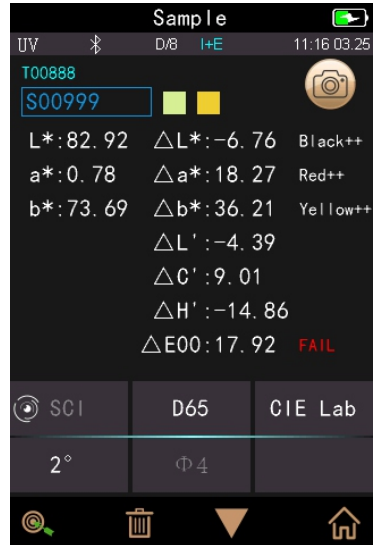 Sample
UV D/8 I+E 11:16 03.25
T00888
S00999
L*:82.92 △L*:-6.76 Black++
a*:0.78 △a*:18.27 Red++
b*:73.69 △b*:36.21 Yellow++
△L':-4.39
△C':9.01
△H':-14.86
△E00:17.92 FAIL
SCI D65 CIE Lab
2° Φ4